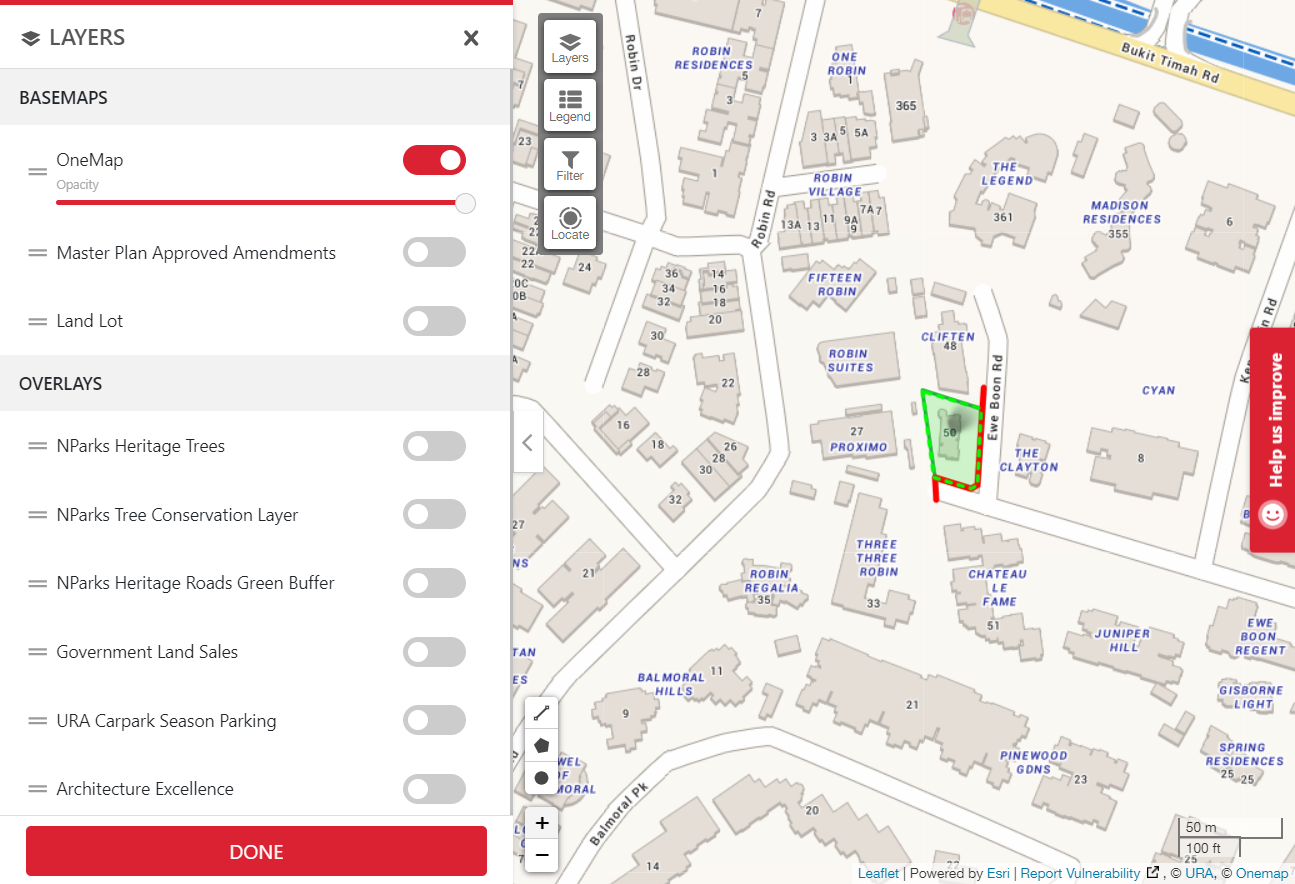 LAYERS
BASEMAPS
OneMap
Opacity
Master Plan Approved Amendments
Land Lot
OVERLAYS
NParks Heritage Trees
NParks Tree Conservation Layer
NParks Heritage Roads Green Buffer
Government Land Sales
URA Carpark Season Parking
Architecture Excellence
DONE
Layers
Legend
Filter
Locate
Robin Dr
ROBIN
RESIDENCES
7
5
3
1
23
ONE
ROBIN
1
365
3 3A 5 5A
ROBIN
VILLAGE
13A 13 11 9A 7A 7
9
Robin Rd
Bukit Timah Rd
THE
LEGEND
361
MADISON
RESIDENCES
355
6
22
22
24
36
34
32
14
16
18
20
30
28
22
FIFTEEN
ROBIN
ROBIN
SUITES
CLIFTEN
48
Ewe Boon Rd
CYAN
Help us improve
16
18
26
28
30
32
27
PROXIMO
50
THE
CLAYTON
8
27
21
ROBIN
REGALIA
35
THREE
THREE
ROBIN
33
CHATEAU
LE
FAME
51
JUNIPER
HILL
EWE
BOON
REGENT
GISBORNE
LIGHT
SPRING
RESIDENCES
25 25
BALMORAL
HILLS
11
9
21
PINEWOOD
GDNS
23
Balmoral Pk
20
14
22
25
+
−
50 m
100 ft
Leaflet | Powered by Esri | Report Vulnerability , © URA, © Onemap